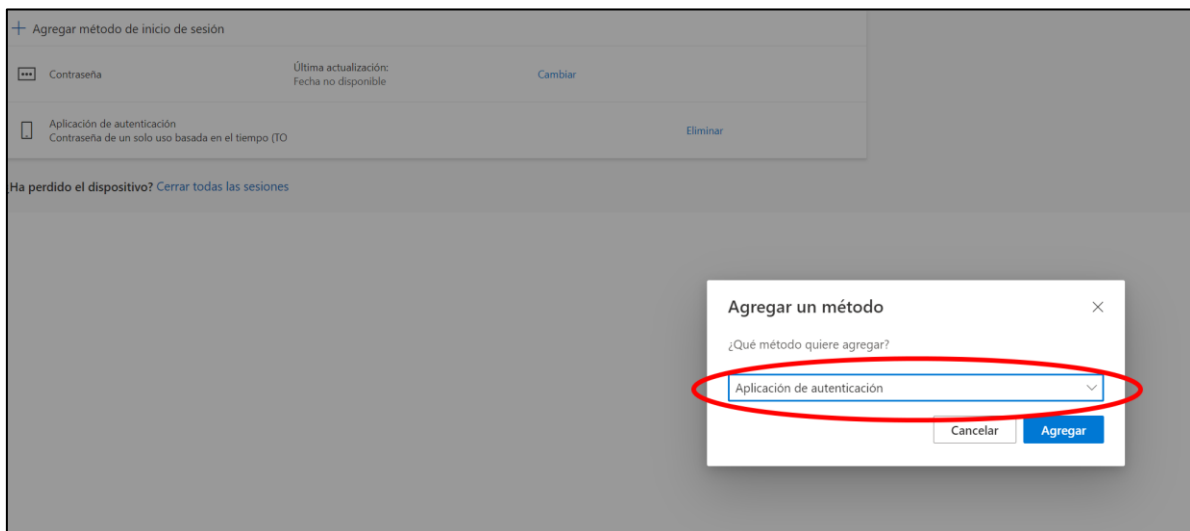 Agregar método de inicio de sesión
Contraseña
Última actualización:
Fecha no disponible
Cambiar
Aplicación de autenticación
Contraseña de un solo uso basada en el tiempo (TO
Eliminar
¿Ha perdido el dispositivo? Cerrar todas las sesiones
Agregar un método
¿Qué método quiere agregar?
Aplicación de autenticación
Cancelar
Agregar